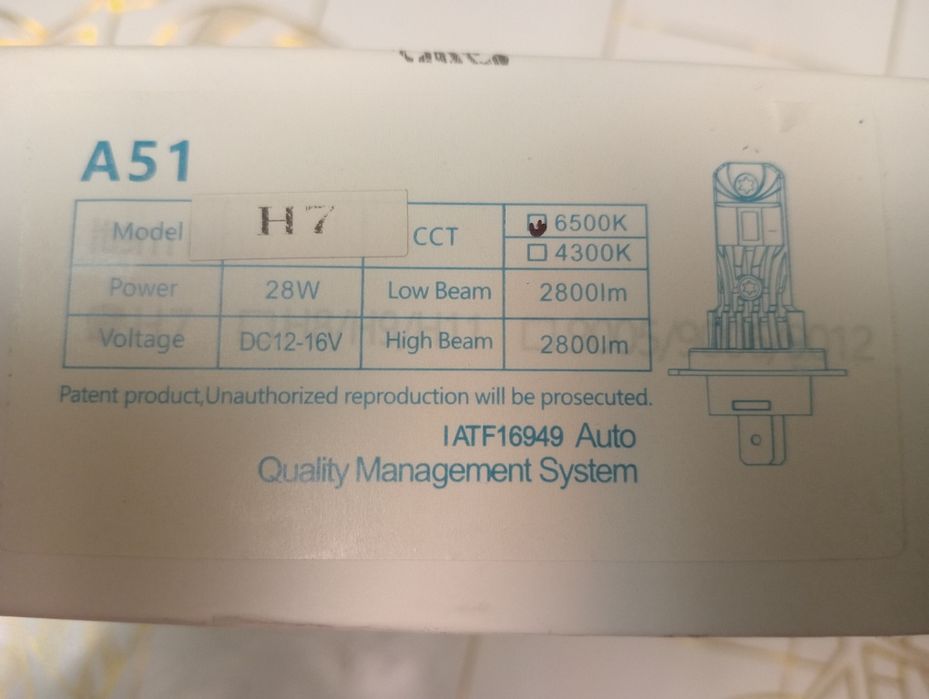 A51
Model H7 CCT 6500K
4300K
Power 28W Low Beam 2800lm
Voltage DC12-16V High Beam 2800lm
Patent product,Unauthorized reproduction will be prosecuted.
IATF16949 Auto
Quality Management System